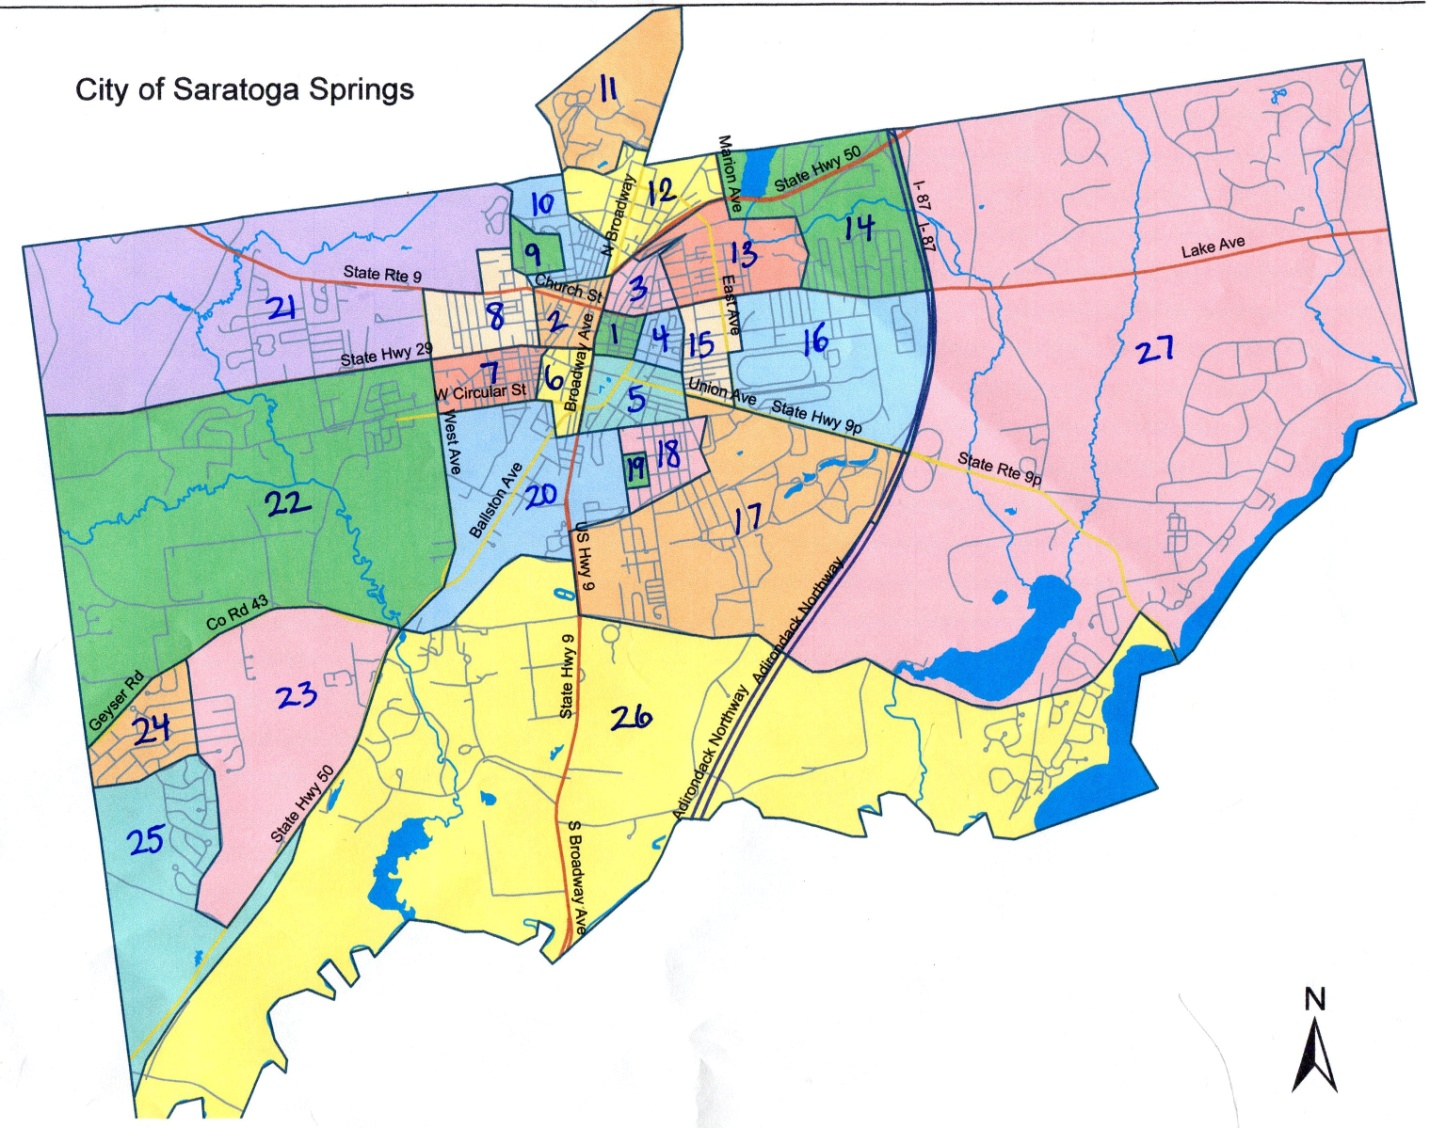 City of Saratoga Springs
11
12
10
N Broadway
Marion Ave
State Hwy 50
14
I- 87
I- 87
Lake Ave
9
13
State Rte 9
21
Church St
3
East Ave
8
2
1
4
15
16
27
State Hwy 29
7
6
Broadway Ave
W Circular St
5
Union Ave
State Hwy 9p
State Rte 9p
West Ave
18
19
22
Ballston Ave
20
17
US Hwy 9
Co Rd 43
Adirondack Northway
Geyser Rd
23
State Hwy 9
24
26
Adirondack Northway
State Hwy 50
25
S Broadway Ave
N